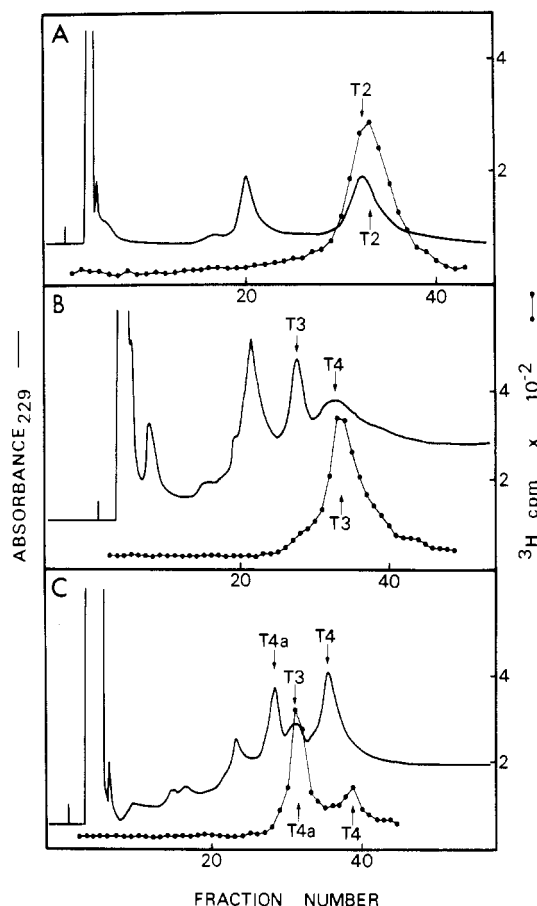 A
T2
T2
4
2
20
40
B
T3
T4
T3
4
2
20
40
C
T4a
T3
T4
T4a
T4
4
2
20
40
ABSORBANCE229
3H cpm x 10-2
FRACTION NUMBER